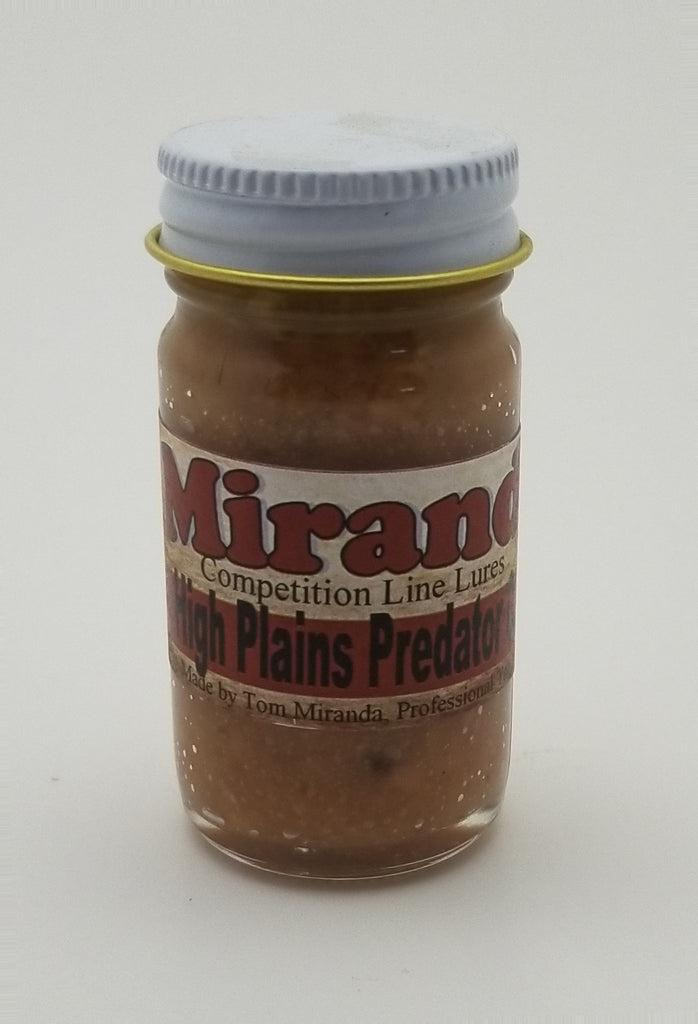 Mirand
Competition Line Lures
High Plains Predator
Made by Tom Miranda, Professional